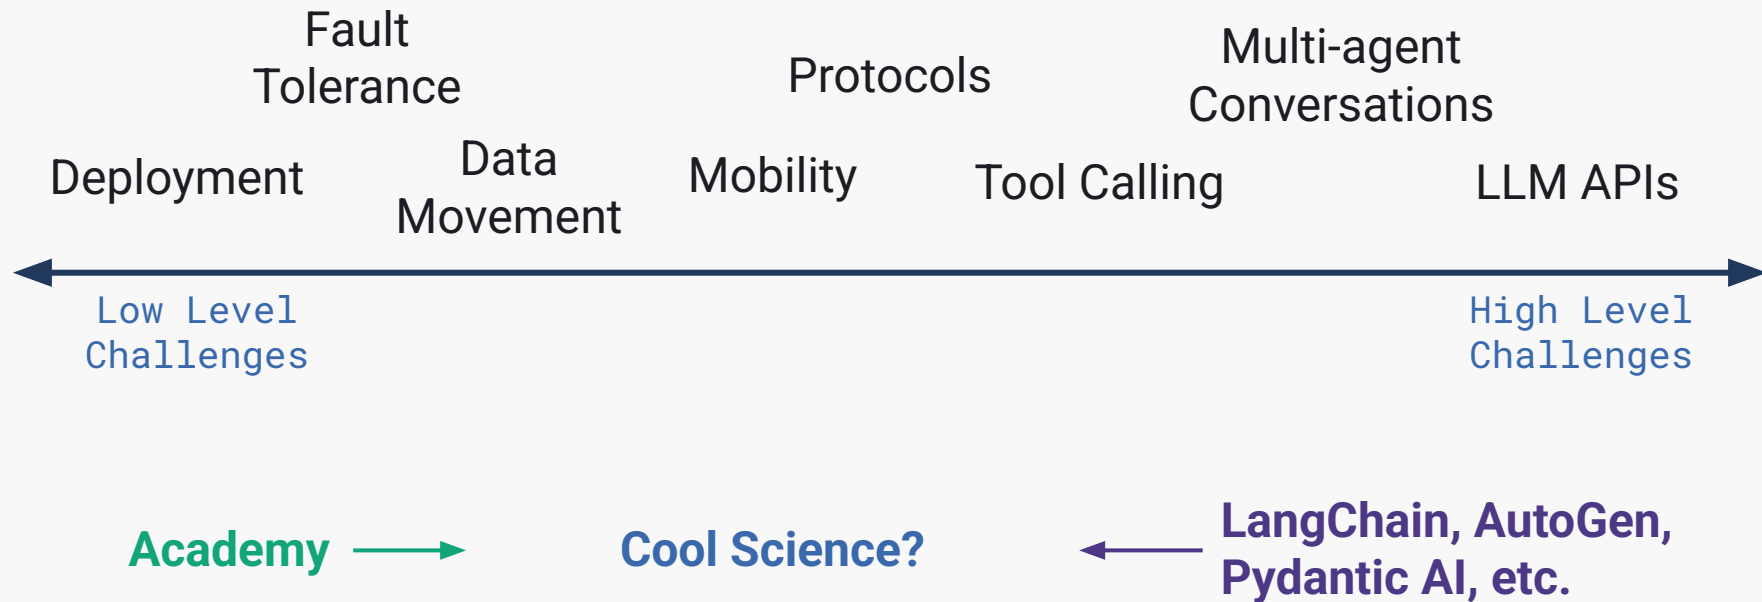 Fault
Tolerance
Protocols
Multi-agent
Conversations
Deployment
Data
Movement
Mobility
Tool Calling
LLM APIs
Low Level
Challenges
High Level
Challenges
Academy
Cool Science?
LangChain, AutoGen,
Pydantic AI, etc.